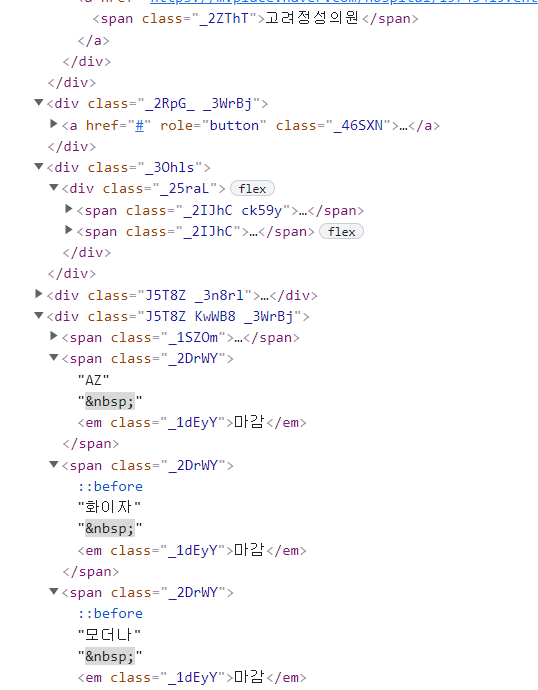 <span class="_2ZThT">고려정성의원</span>
</a>
</div>
</div>
<div class="_2RpG_ _3WrBj">
<a href="#" role="button" class="_46SXN">…</a>
</div>
<div class="_3Ohls">
<div class="_25raL"> flex
<span class="_2IJhC ck59y">…</span>
<span class="_2IJhC">…</span> flex
</div>
</div>
<div class="J5T8Z _3n8rl">…</div>
<div class="J5T8Z KwWB8 _3WrBj">
<span class="_1SZOm">…</span>
<span class="_2DrWY">
"AZ"
"&nbsp;"
<em class="_1dEyY">마감</em>
</span>
<span class="_2DrWY">
::before
"화이자"
"&nbsp;"
<em class="_1dEyY">마감</em>
</span>
<span class="_2DrWY">
::before
"모더나"
"&nbsp;"
<em class="_1dEyY">마감</em>